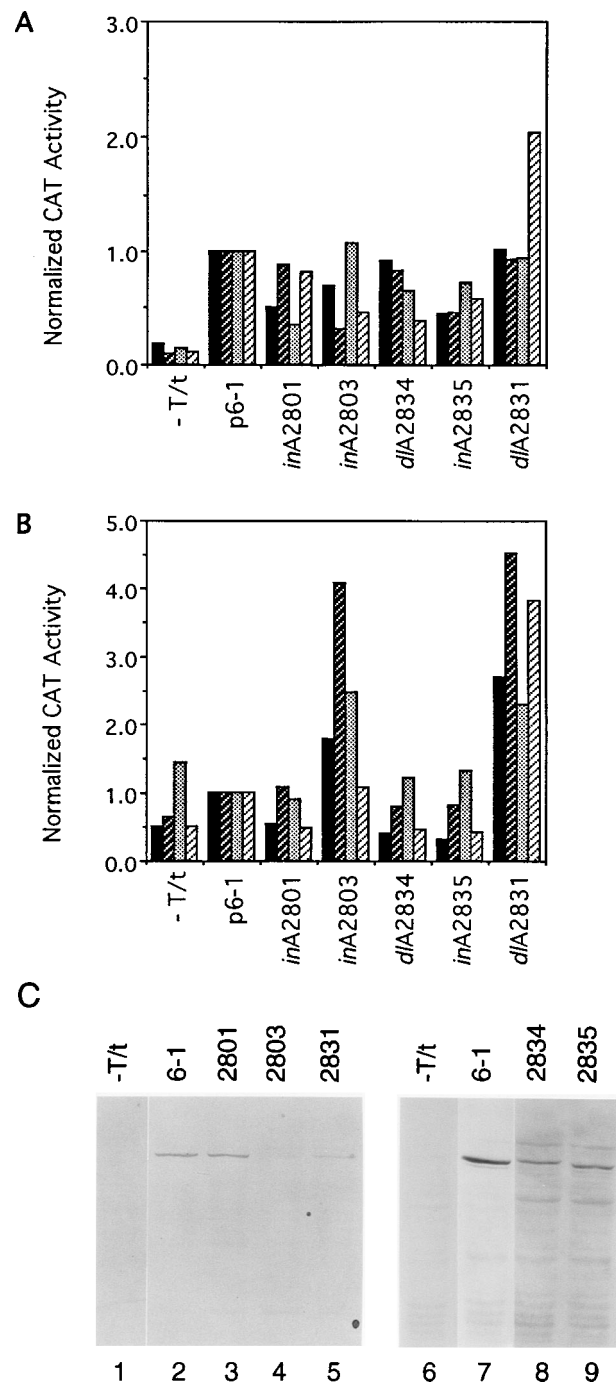 A
Normalized CAT Activity
3.0
2.0
1.0
0.0
- T/t
p6-1
inA2801
inA2803
dlA2834
inA2835
dlA2831
B
Normalized CAT Activity
5.0
4.0
3.0
2.0
1.0
0.0
- T/t
p6-1
inA2801
inA2803
dlA2834
inA2835
dlA2831
C
-T/t
6-1
2801
2803
2831
-T/t
6-1
2834
2835
1
2
3
4
5
6
7
8
9